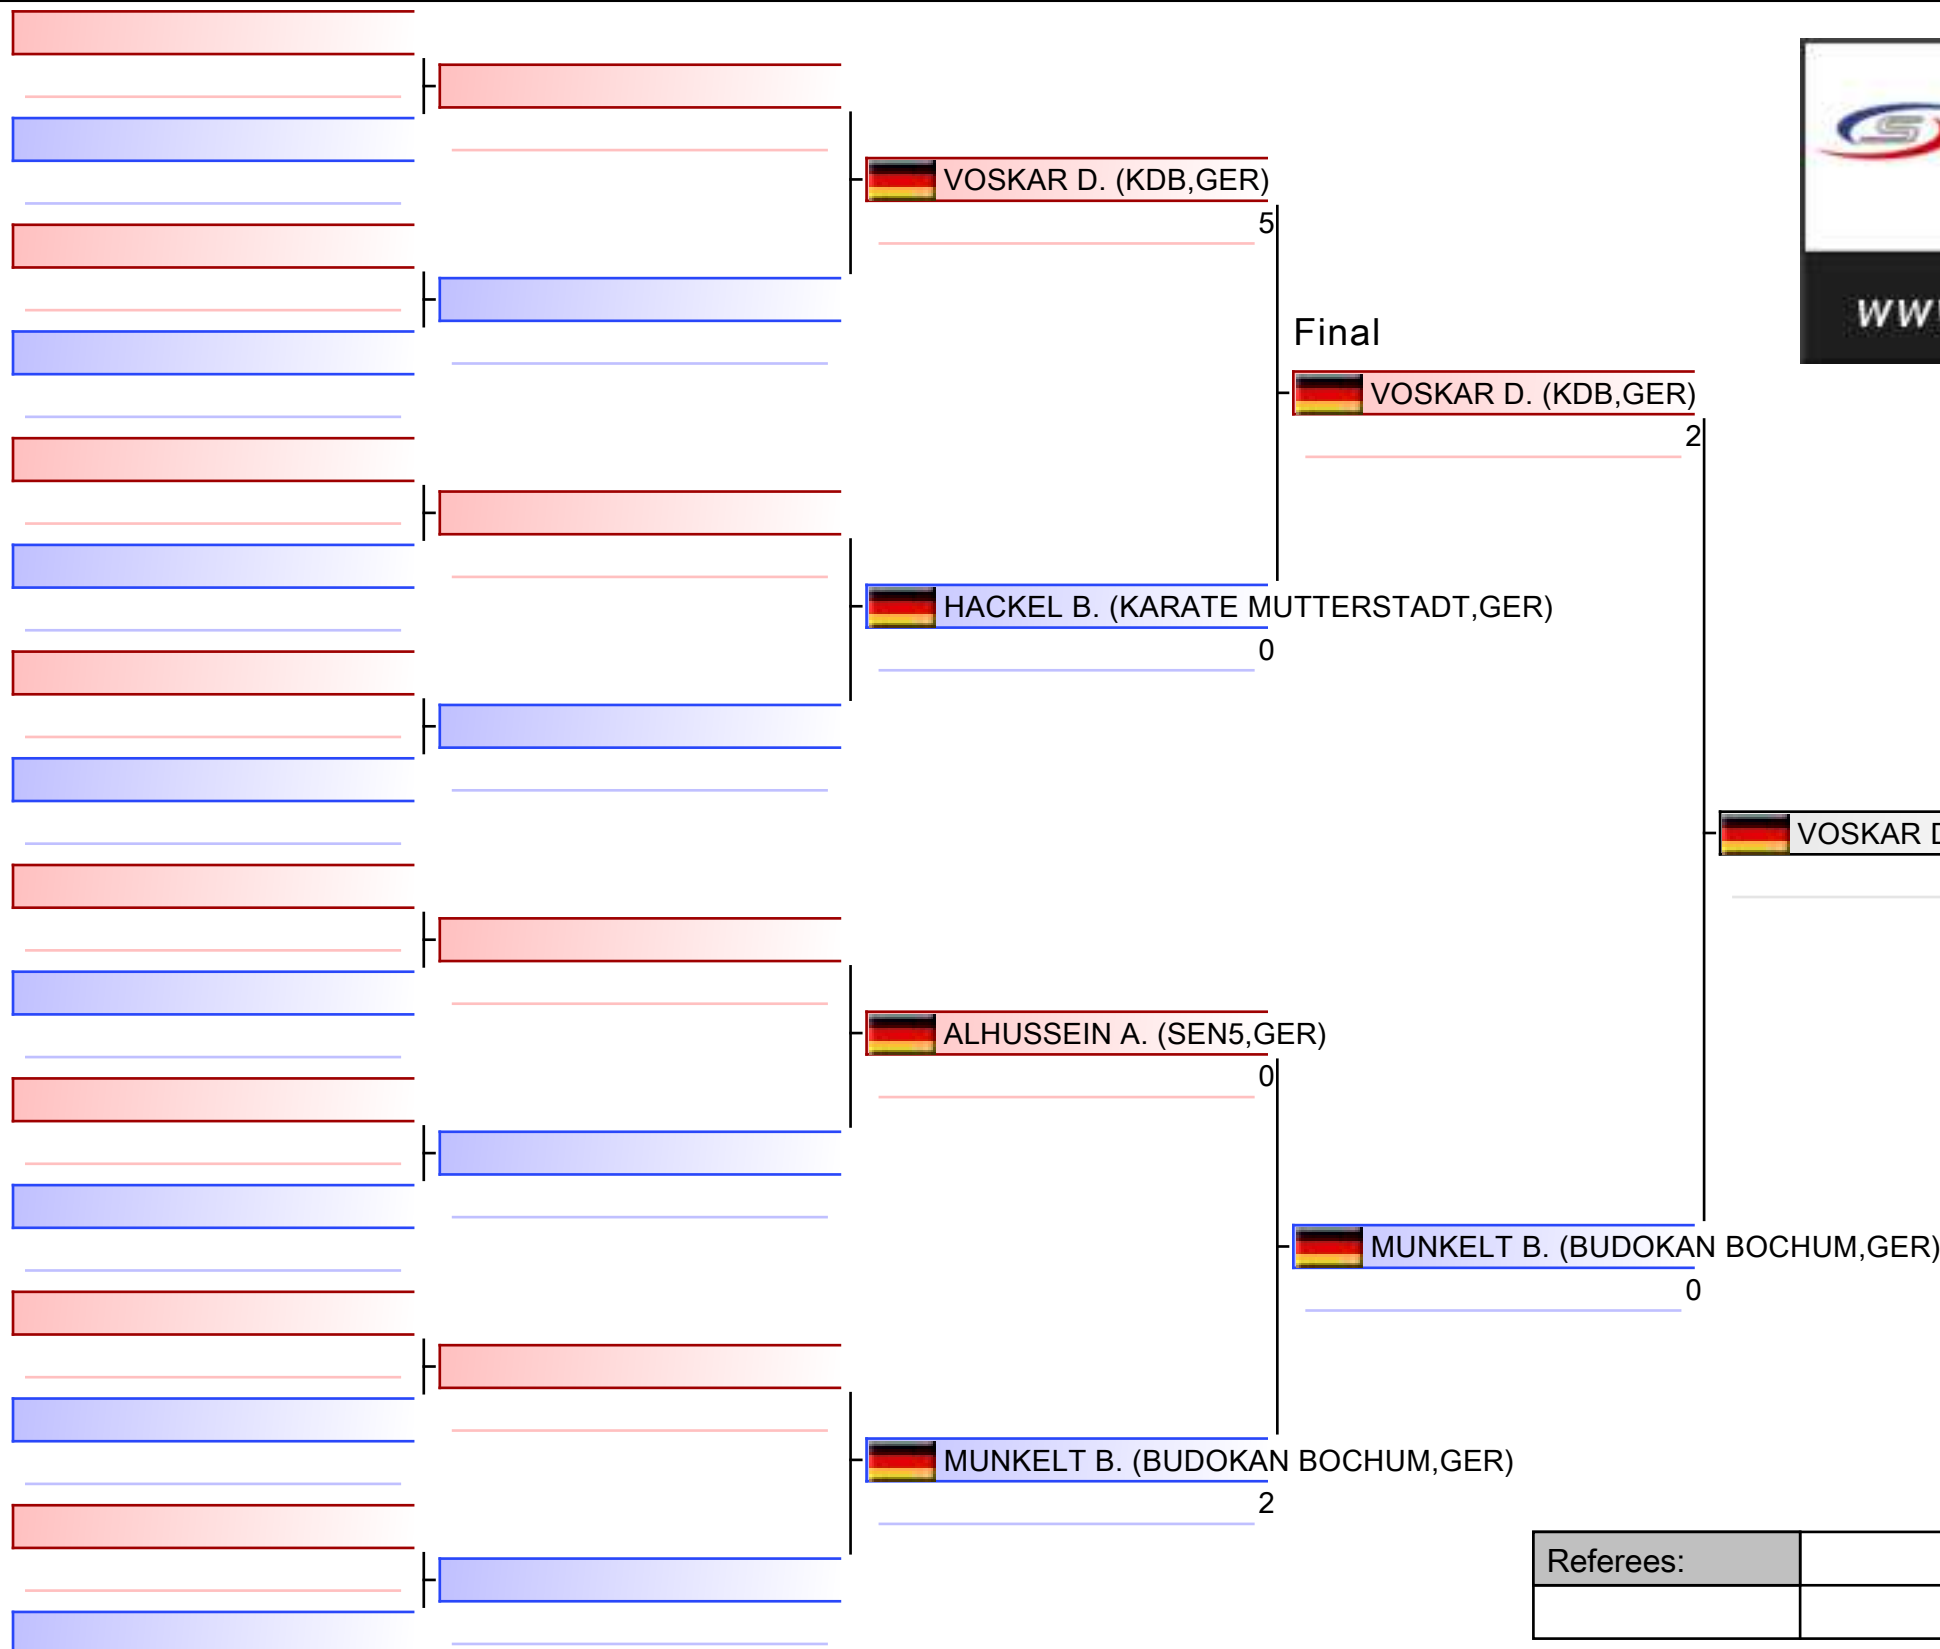 VOSKAR D. (KDB,GER)
5
Final
VOSKAR D. (KDB,GER)
2
HACKEL B. (KARATE MUTTERSTADT,GER)
0
VOSKAR
ALHUSSEIN A. (SEN5,GER)
0
MUNKELT B. (BUDOKAN BOCHUM,GER)
0
MUNKELT B. (BUDOKAN BOCHUM,GER)
2
Referees: